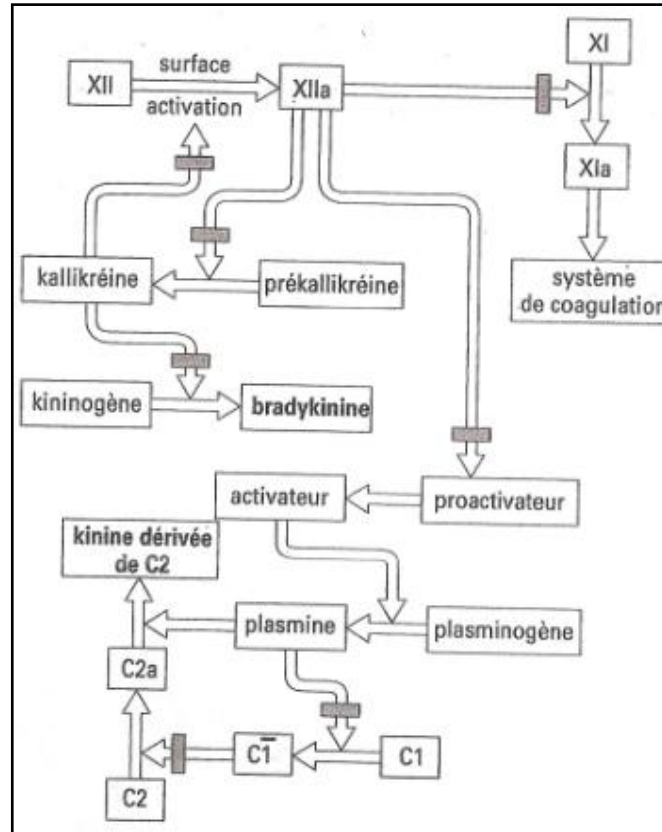 XII
surface
activation
XIIa
XI
XIa
système
de coagulation
kallikréine
prékallikréine
kininogène
bradykinine
activateur
proactivateur
kinine dérivée
de C2
plasmine
plasminogène
C2a
C1̅
C1
C2